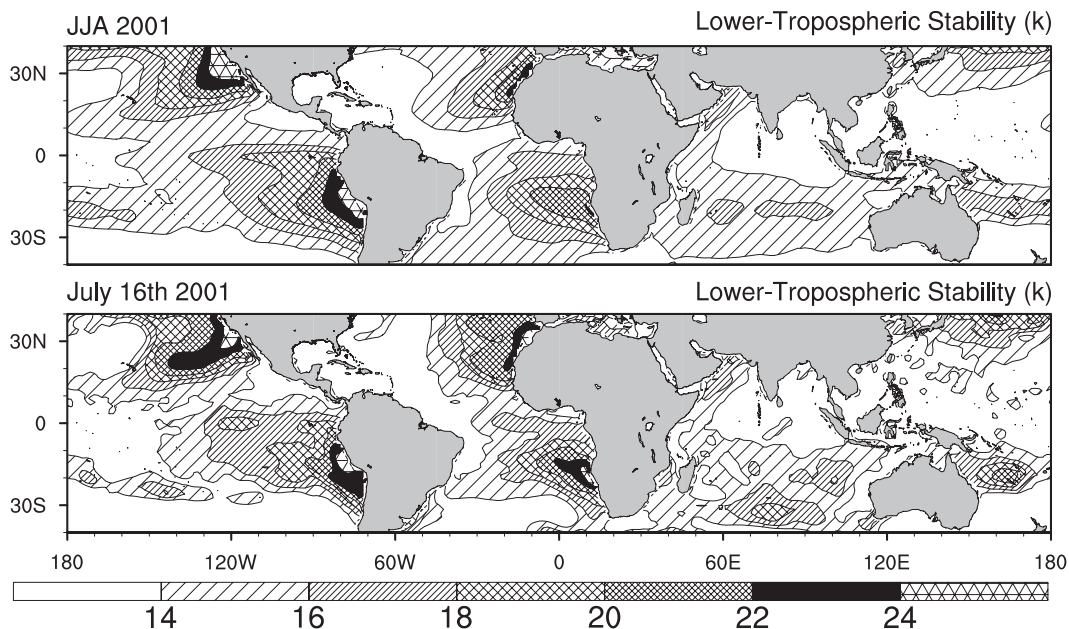 JJA 2001 Lower-Tropospheric Stability (k)
30N
0
30S
July 16th 2001 Lower-Tropospheric Stability (k)
30N
0
30S
180 120W 60W 0 60E 120E 180
14 16 18 20 22 24